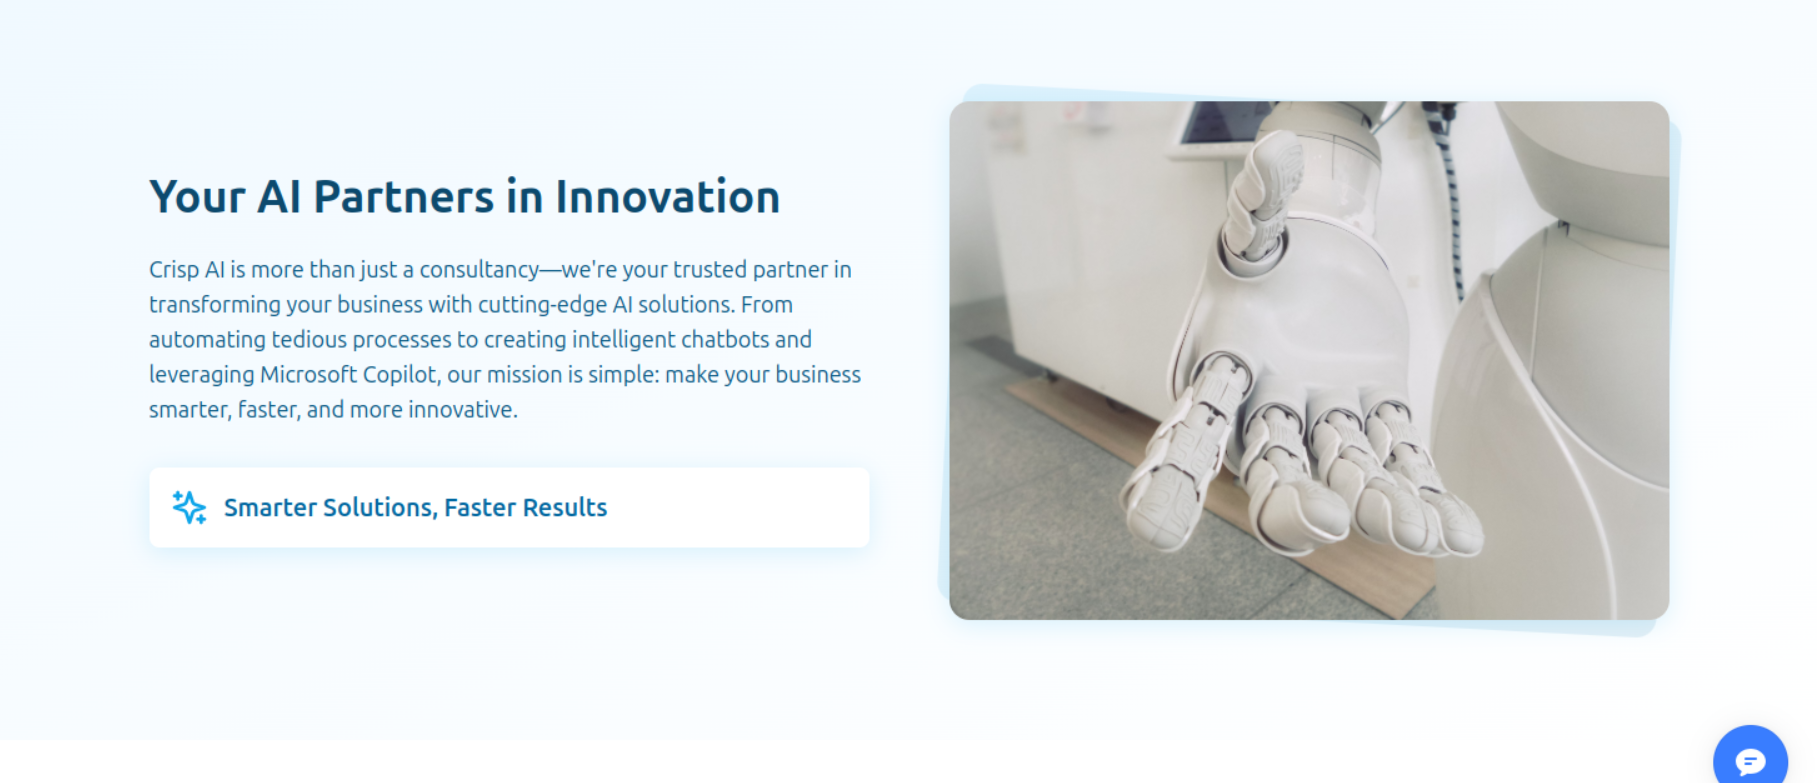 Your AI Partners in Innovation
Crisp AI is more than just a consultancy—we're your trusted partner in
transforming your business with cutting-edge AI solutions. From
automating tedious processes to creating intelligent chatbots and
leveraging Microsoft Copilot, our mission is simple: make your business
smarter, faster, and more innovative.
Smarter Solutions, Faster Results